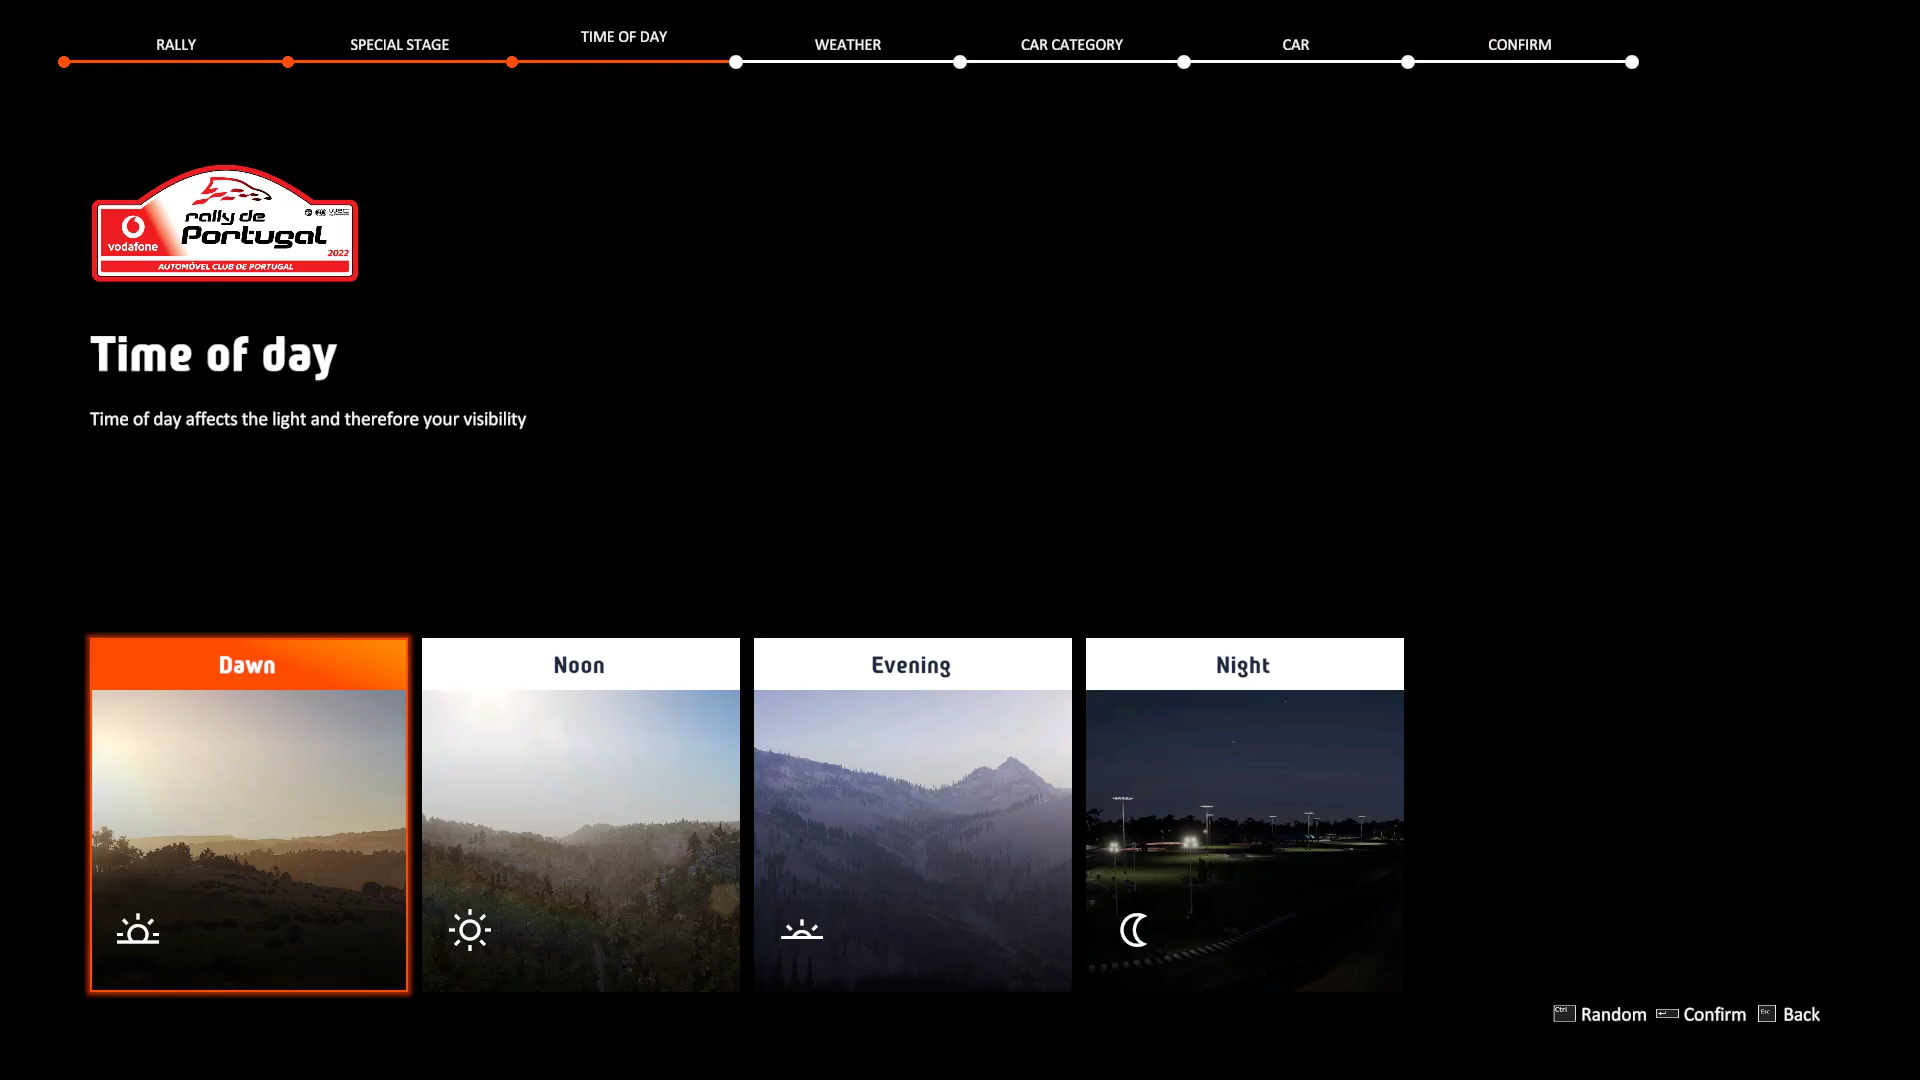 RALLY
SPECIAL STAGE
TIME OF DAY
WEATHER
CAR CATEGORY
CAR
CONFIRM
rally de
Portugal
vodafone
2022
AUTOMÓVEL CLUB DE PORTUGAL
Time of day
Time of day affects the light and therefore your visibility
Dawn
Noon
Evening
Night
Ctrl Random
Confirm
Esc Back